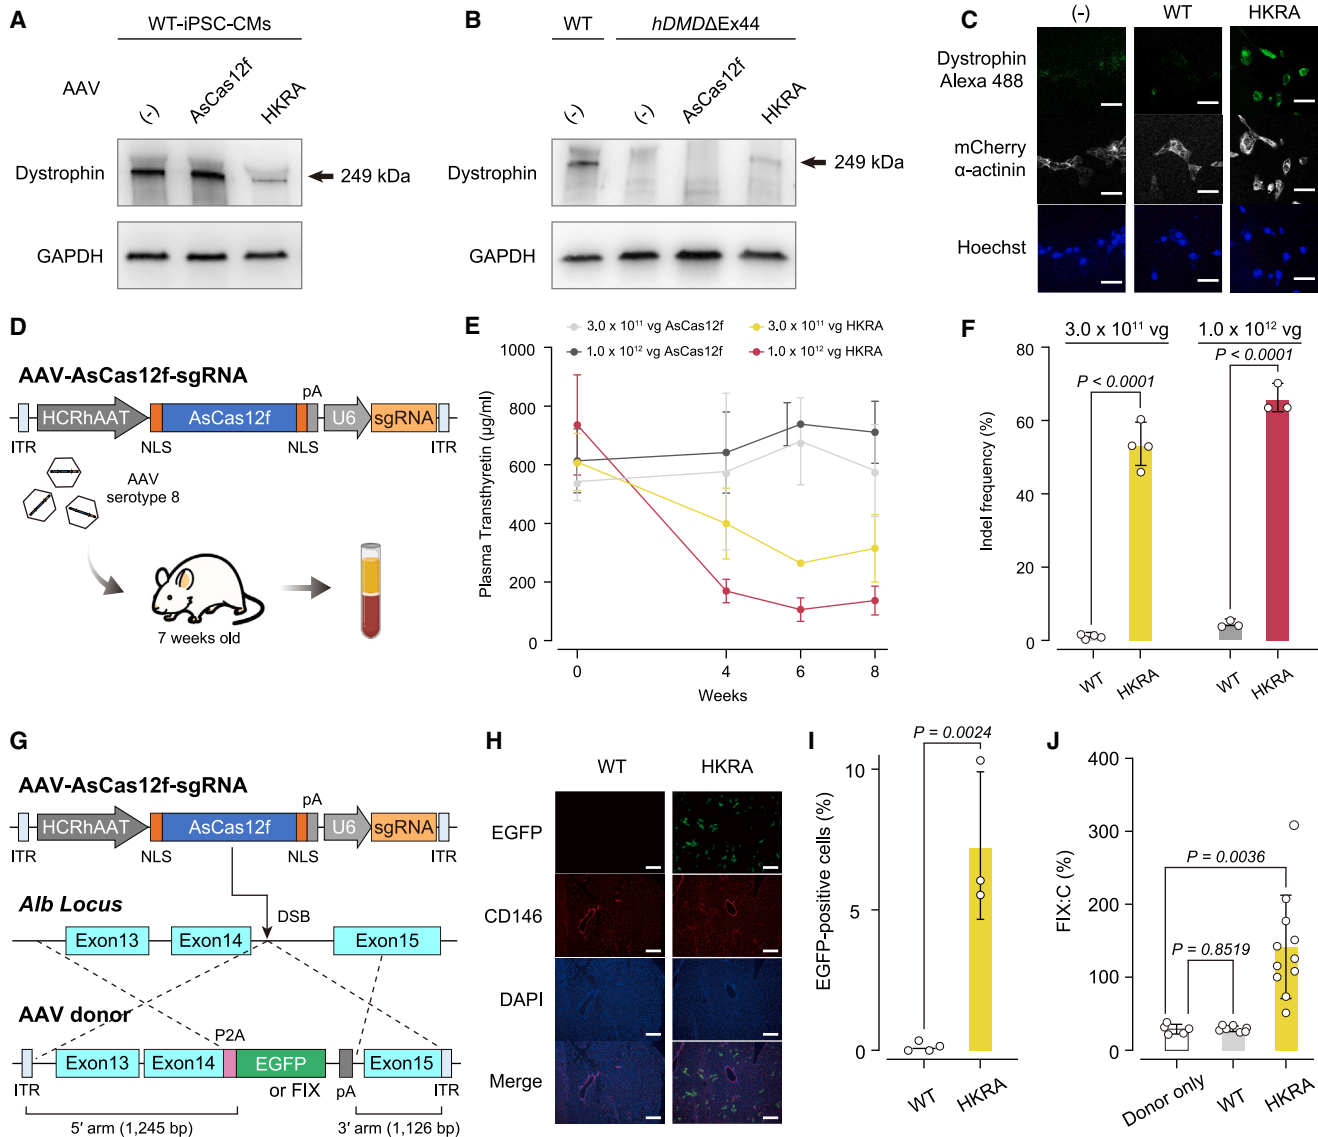 A
WT-iPSC-CMs
AAV
(-)
AsCas12f
HKRA
Dystrophin
249 kDa
GAPDH
B
WT
hDMDΔEx44
(-)
(-)
AsCas12f
HKRA
Dystrophin
249 kDa
GAPDH
C
(-)
WT
HKRA
Dystrophin
Alexa 488
mCherry
α-actinin
Hoechst
D
AAV-AsCas12f-sgRNA
pA
HCRhAAT
AsCas12f
U6
sgRNA
ITR
NLS
NLS
ITR
AAV
serotype 8
7 weeks old
E
3.0 x 10¹¹ vg AsCas12f
3.0 x 10¹¹ vg HKRA
1.0 x 10¹² vg AsCas12f
1.0 x 10¹² vg HKRA
Plasma Transthyretin (μg/ml)
1000
800
600
400
200
0
0
4
6
8
Weeks
F
3.0 x 10¹¹ vg
1.0 x 10¹² vg
P < 0.0001
P < 0.0001
Indel frequency (%)
80
60
40
20
0
WT
HKRA
WT
HKRA
G
AAV-AsCas12f-sgRNA
pA
HCRhAAT
AsCas12f
U6
sgRNA
ITR
NLS
NLS
ITR
Alb Locus
DSB
Exon13
Exon14
Exon15
AAV donor
P2A
Exon13
Exon14
EGFP
Exon15
ITR
or FIX
pA
ITR
5′ arm (1,245 bp)
3′ arm (1,126 bp)
H
WT
HKRA
EGFP
CD146
DAPI
Merge
I
P = 0.0024
EGFP-positive cells (%)
10
5
0
WT
HKRA
J
P = 0.0036
P = 0.8519
FIX:C (%)
400
300
200
100
0
Donor only
WT
HKRA